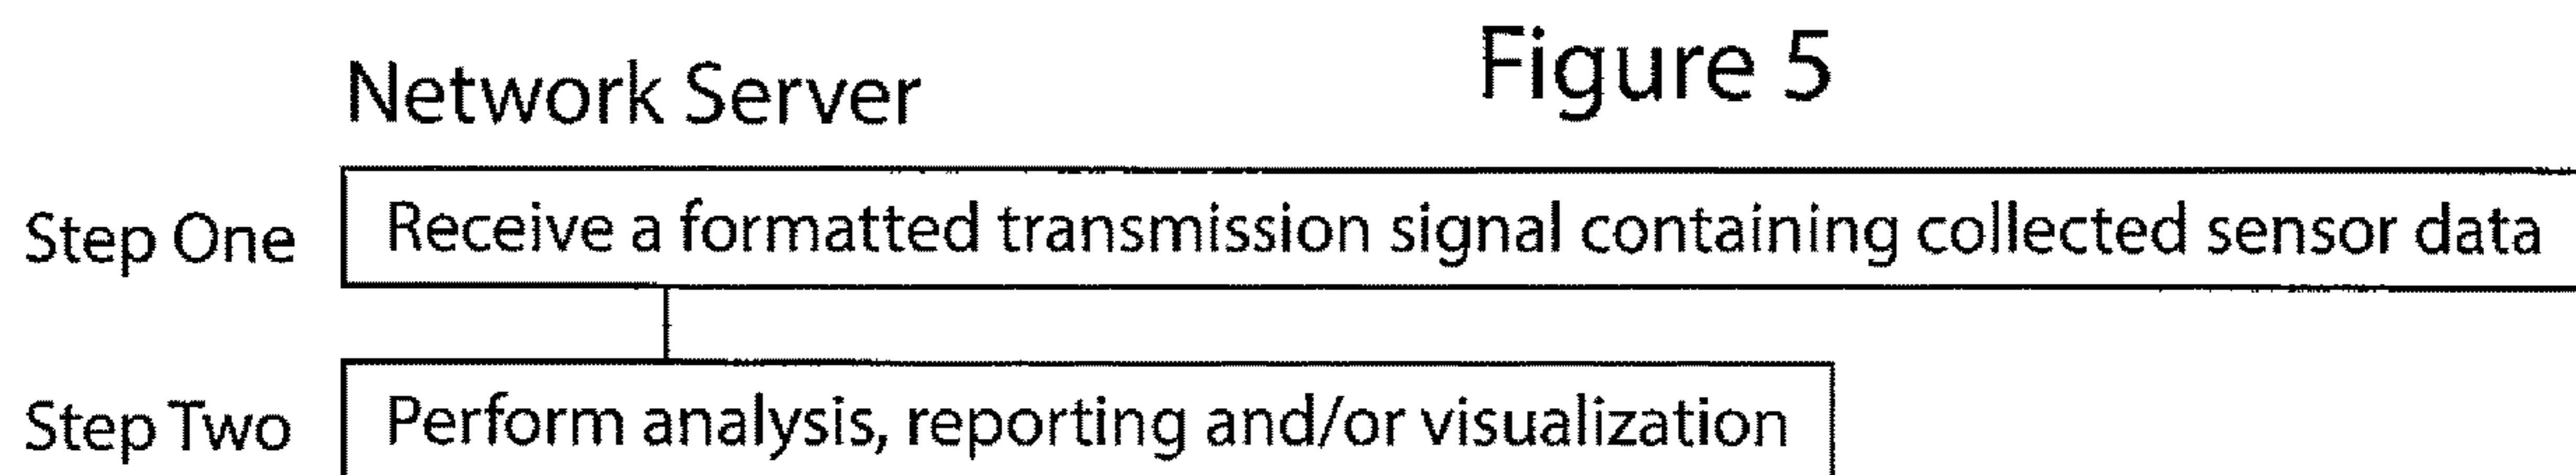 Figure 5
Network Server
Step One
Receive a formatted transmission signal containing collected sensor data
Step Two
Perform analysis, reporting and/or visualization